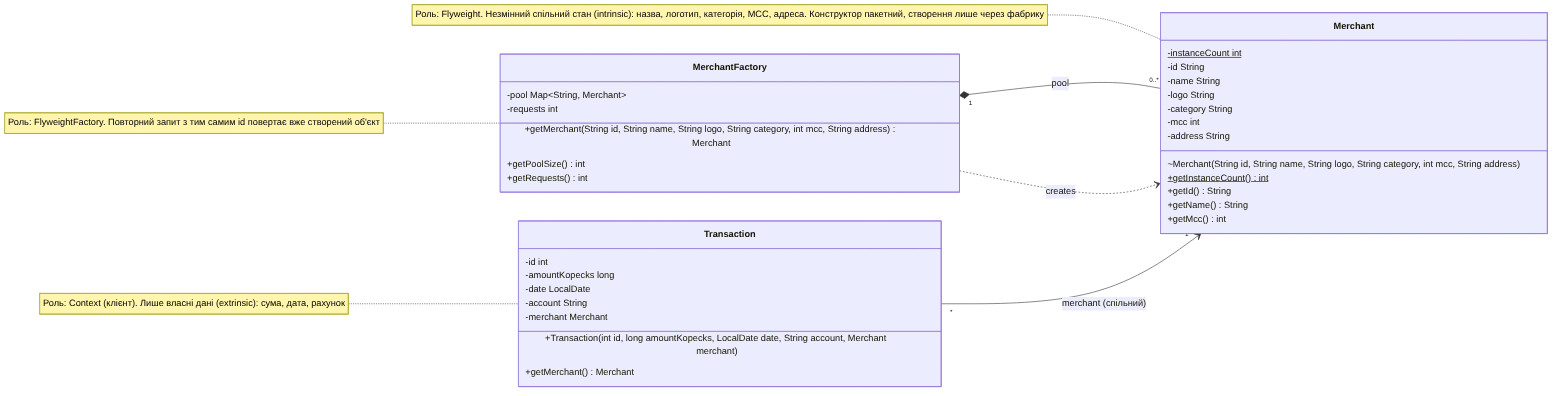 Роль: Flyweight. Незмінний спільний стан (intrinsic): назва, логотип, категорія, MCC, адреса. Конструктор пакетний, створення лише через фабрику
Merchant
-instanceCount int
-id String
-name String
-logo String
-category String
-mcc int
-address String
~Merchant(String id, String name, String logo, String category, int mcc, String address)
+getInstanceCount() : int
+getId() : String
+getName() : String
+getMcc() : int
MerchantFactory
-pool Map<String, Merchant>
-requests int
+getMerchant(String id, String name, String logo, String category, int mcc, String address) :
Merchant
+getPoolSize() : int
+getRequests() : int
pool
1
0..*
Роль: FlyweightFactory. Повторний запит з тим самим id повертає вже створений об'єкт
creates
Transaction
-id int
-amountKopecks long
-date LocalDate
-account String
-merchant Merchant
+Transaction(int id, long amountKopecks, LocalDate date, String account, Merchant
merchant)
+getMerchant() : Merchant
Роль: Context (клієнт). Лише власні дані (extrinsic): сума, дата, рахунок
merchant (спільний)
*